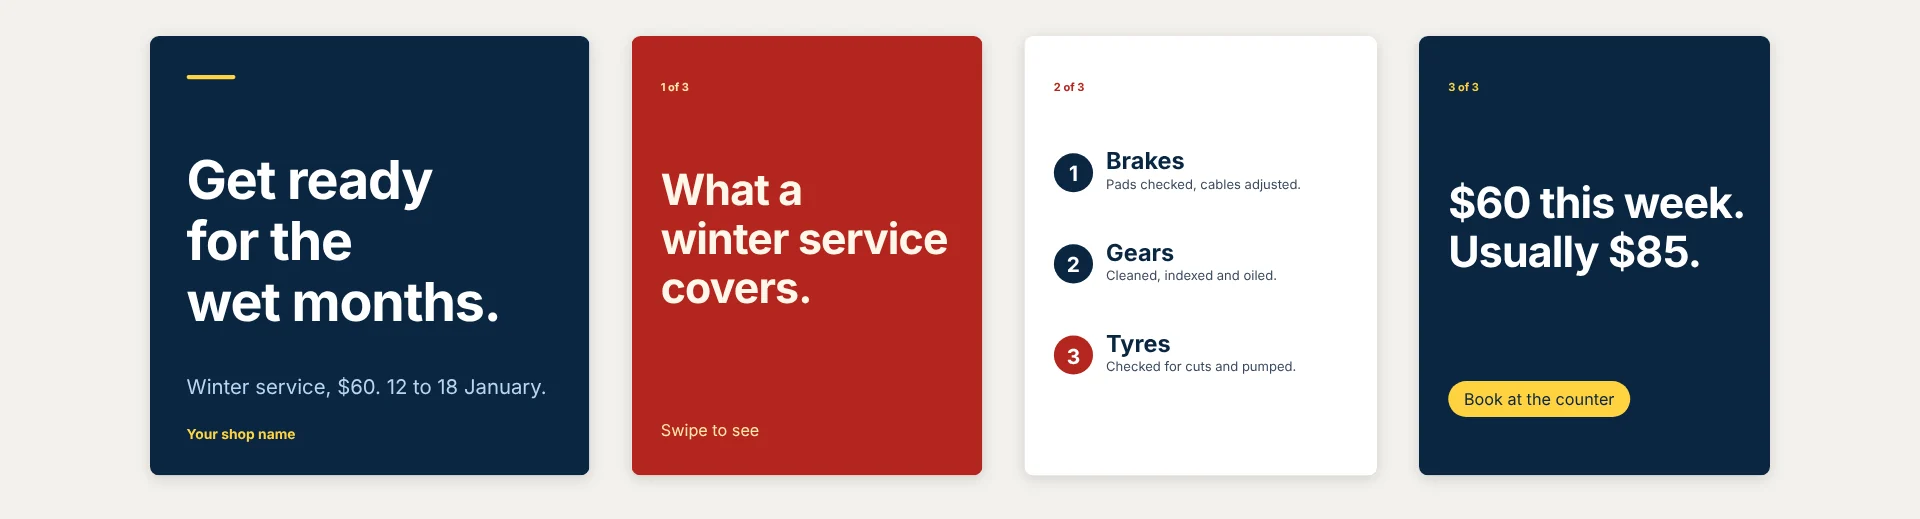 Get ready
for the
wet months.
Winter service, $60. 12 to 18 January.
Your shop name
1 of 3
What a
winter service
covers.
Swipe to see
2 of 3
1
Brakes
Pads checked, cables adjusted.
2
Gears
Cleaned, indexed and oiled.
3
Tyres
Checked for cuts and pumped.
3 of 3
$60 this week.
Usually $85.
Book at the counter